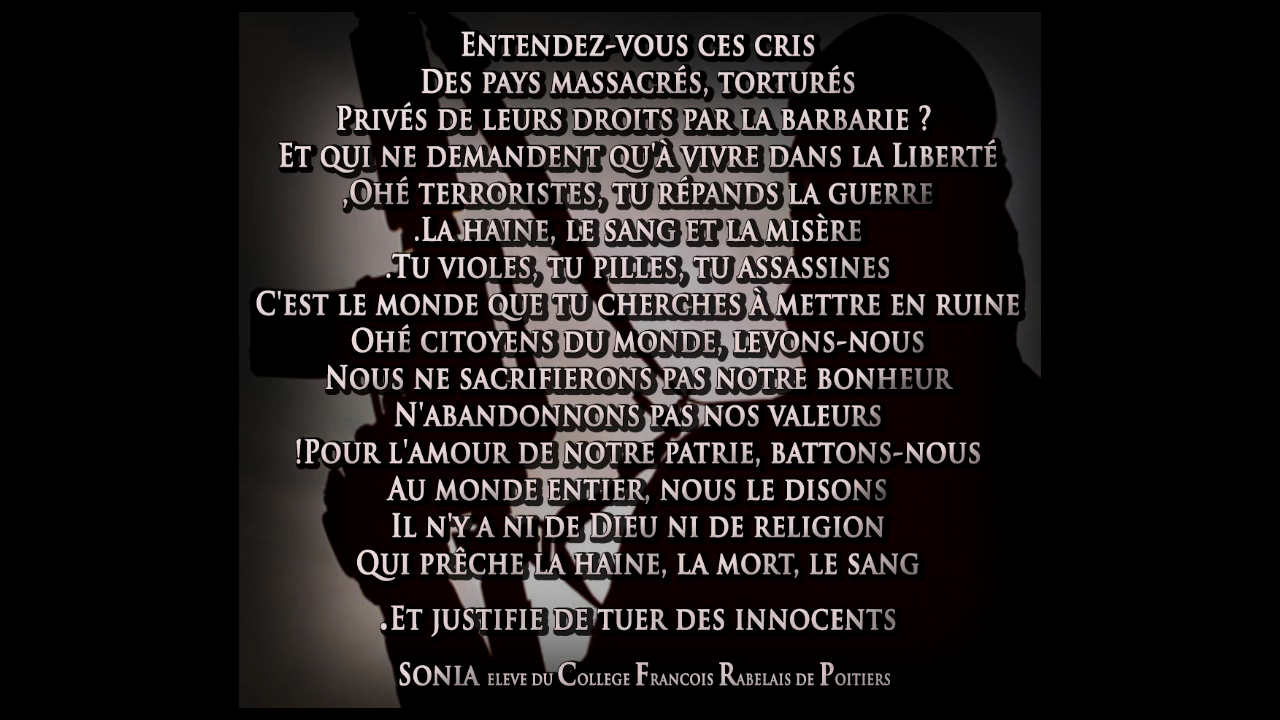 Entendez-vous ces cris
Des pays massacrés, torturés
Privés de leurs droits par la barbarie ?
Et qui ne demandent qu'à vivre dans la Liberté
,Ohé terroristes, tu répands la guerre
.La haine, le sang et la misère
.Tu violes, tu pilles, tu assassines
C'est le monde que tu cherches à mettre en ruine
Ohé citoyens du monde, levons-nous
Nous ne sacrifierons pas notre bonheur
N'abandonnons pas nos valeurs
!Pour l'amour de notre patrie, battons-nous
Au monde entier, nous le disons
Il n'y a ni de Dieu ni de religion
Qui prêche la haine, la mort, le sang
.Et justifie de tuer des innocents
Sonia eleve du College Francois Rabelais de Poitiers